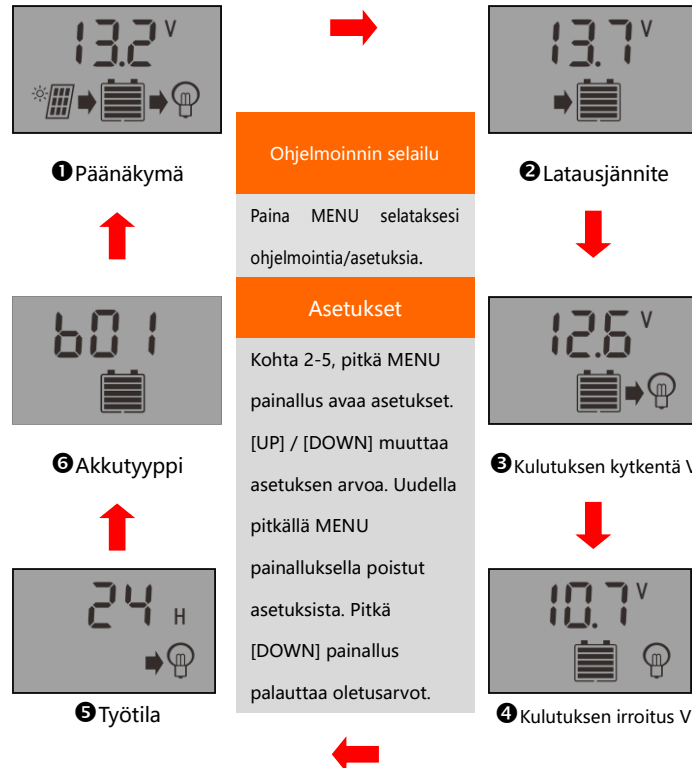 13.2 V
❶Päänäkymä
13.7 V
❷Latausjännite
Ohjelmoinnin selailu
Paina MENU selataksesi
ohjelmointia/asetuksia.
Asetukset
Kohta 2-5, pitkä MENU
painallus avaa asetukset.
[UP] / [DOWN] muuttaa
asetuksen arvoa. Uudella
pitkällä MENU
painalluksella poistut
asetuksista. Pitkä
[DOWN] painallus
palauttaa oletusarvot.
12.6 V
❸Kulutuksen kytkentä V
10.7 V
❹Kulutuksen irroitus V
24 H
❺Työtila
b01
❻Akkutyyppi